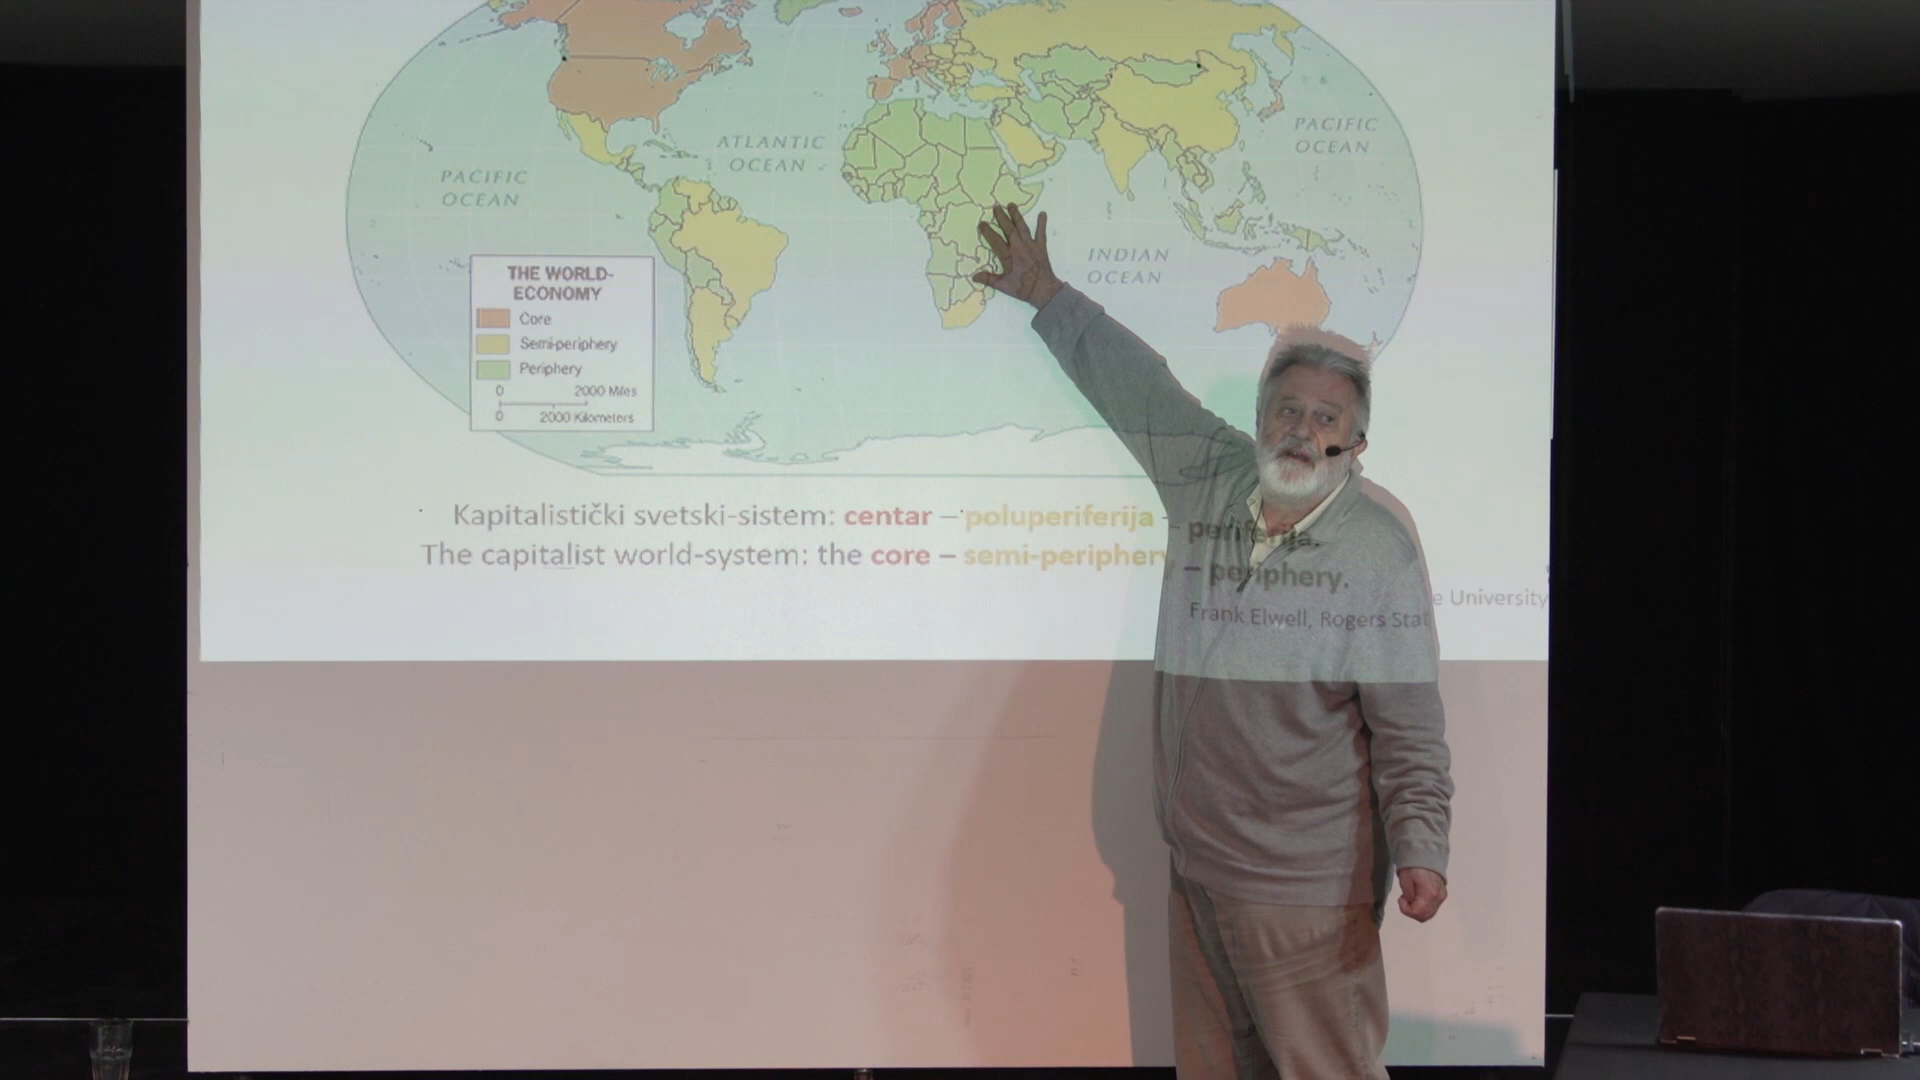 ATLANTIC
OCEAN
PACIFIC
OCEAN
PACIFIC
OCEAN
INDIAN
OCEAN
THE WORLD-
ECONOMY
Core
Semi-periphery
Periphery
0 2000 Miles
0 2000 Kilometers
Kapitalistički svetski-sistem: centar – poluperiferija – periferija.
The capitalist world-system: the core – semi-periphery – periphery.
Frank Elwell, Rogers State University